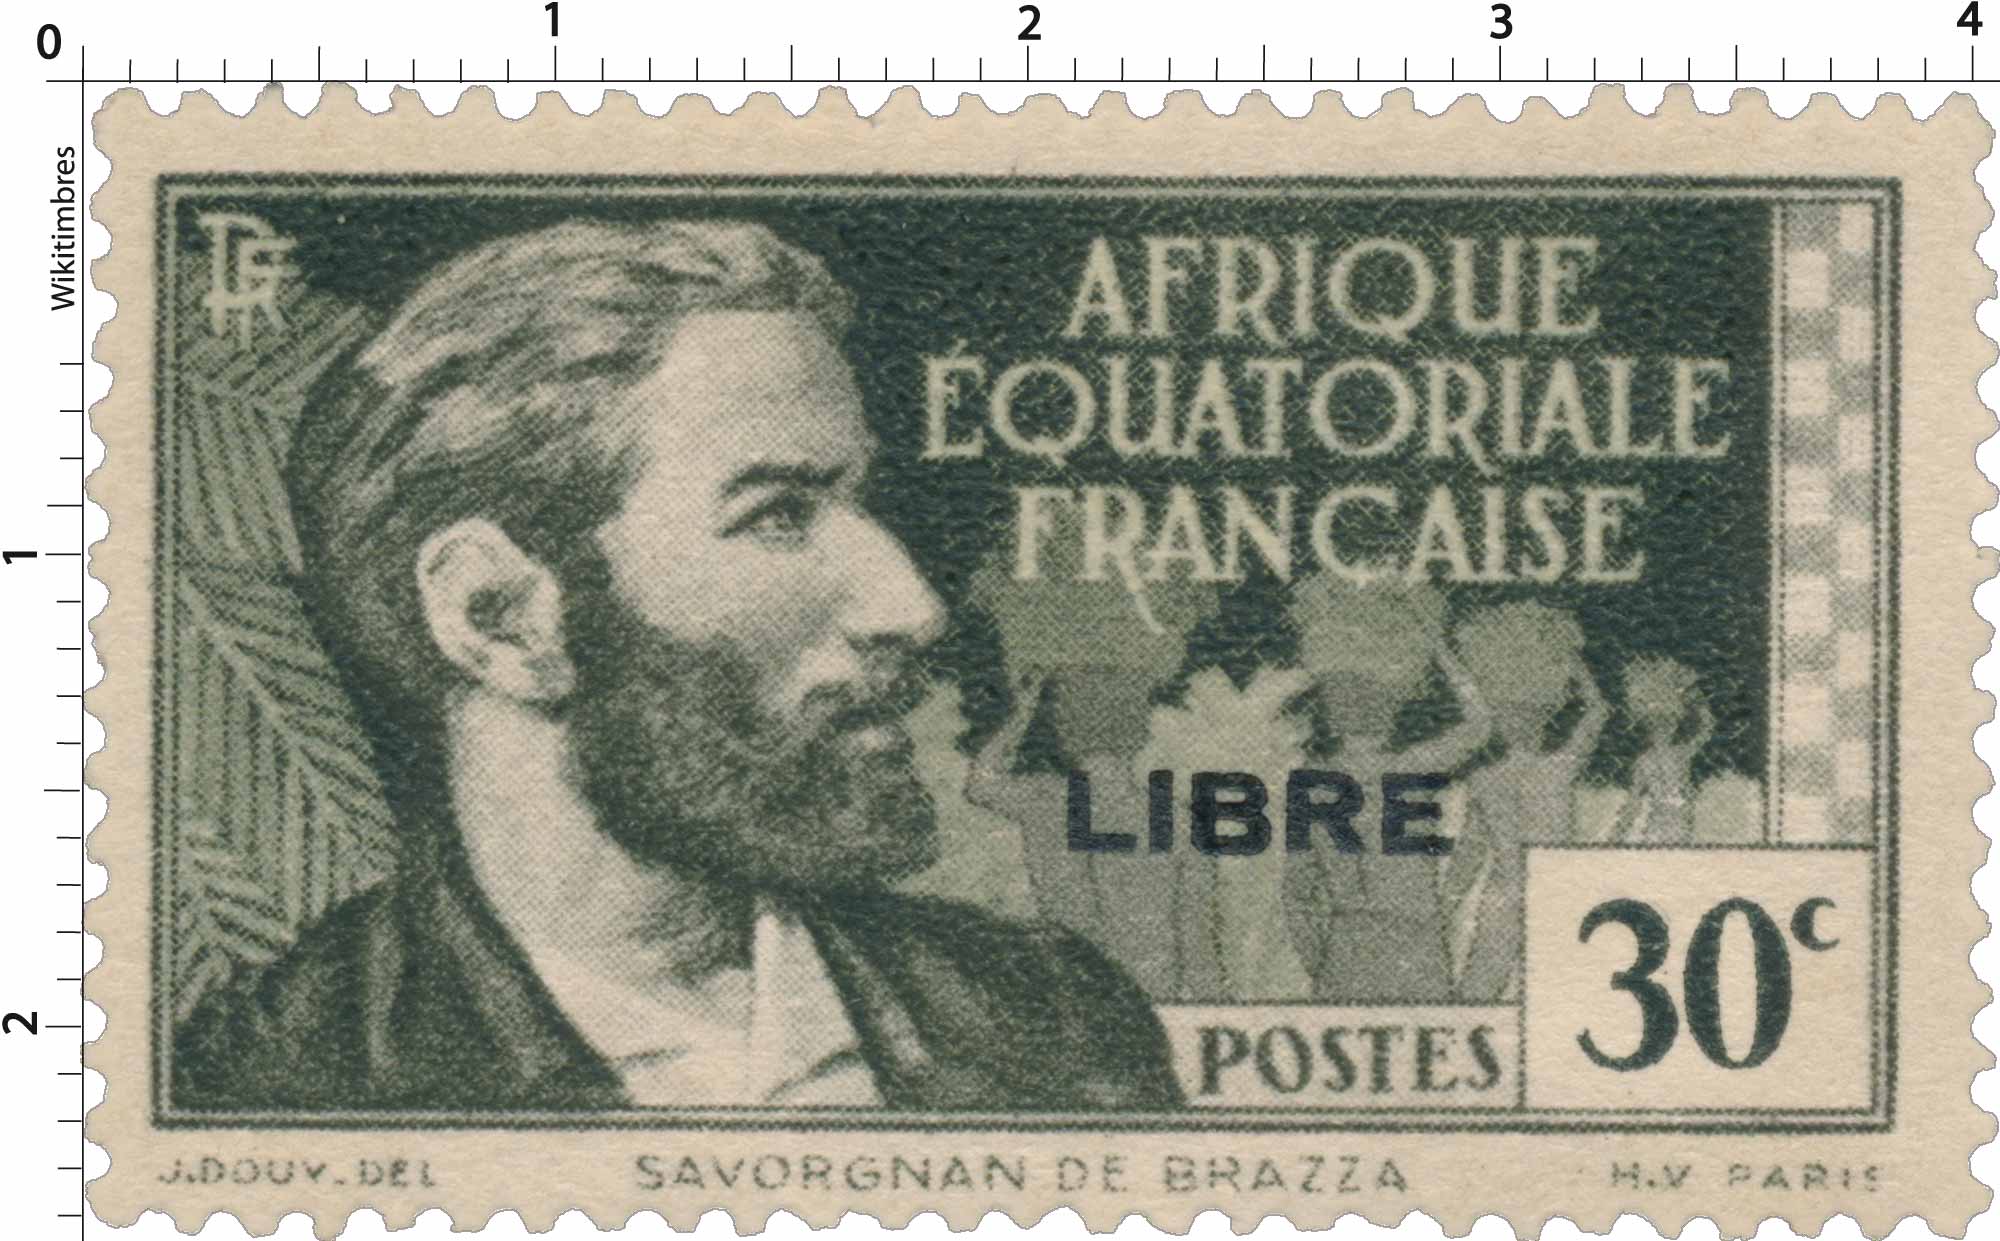 0 1 2 3 4
Wikitimbres
1
2
RF
AFRIQUE
ÉQUATORIALE
FRANCAISE
LIBRE
30c
POSTES
J.DOUY.DEL SAVORGNAN DE BRAZZA H.V PARIS